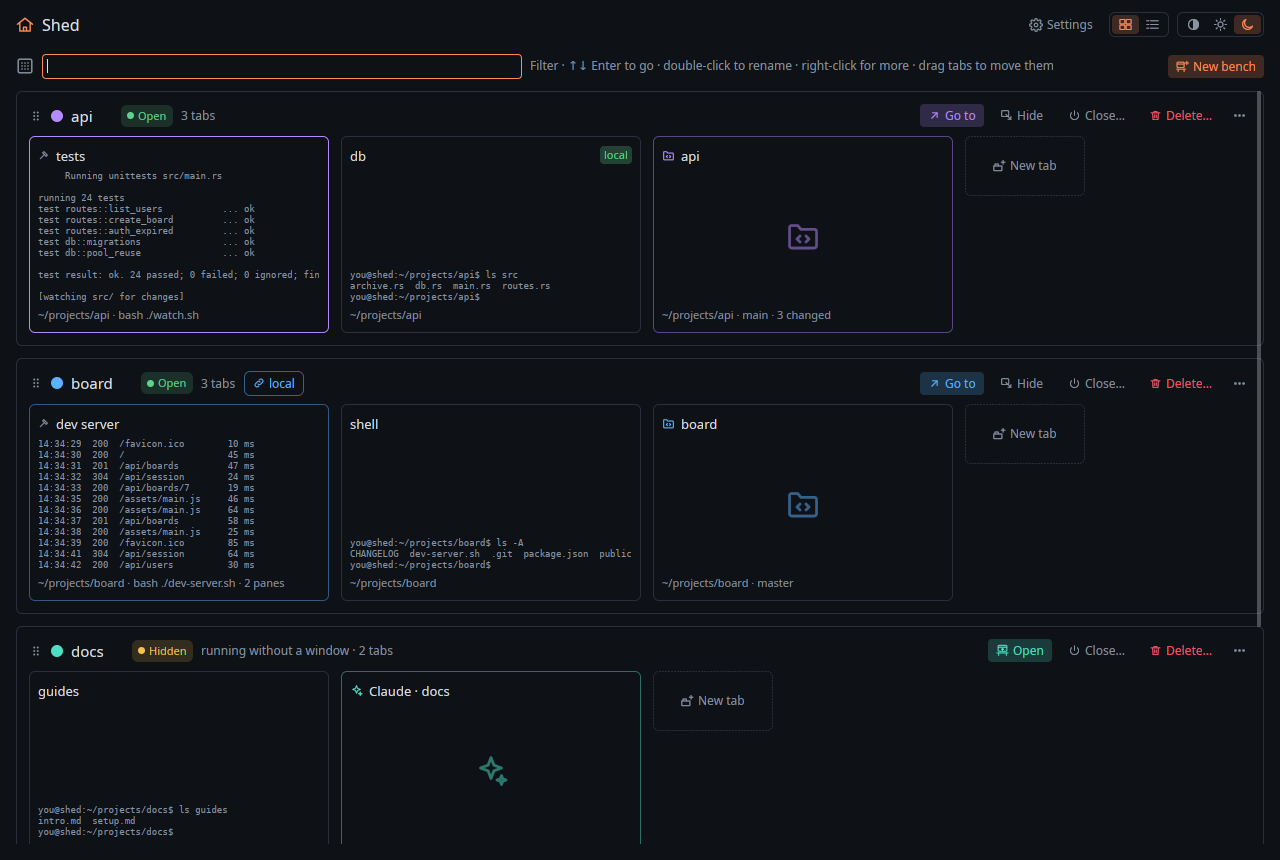 Shed
Settings
Filter · ↑↓ Enter to go · double-click to rename · right-click for more · drag tabs to move them
New bench
api
Open
3 tabs
Go to
Hide
Close...
Delete...
tests
Running unittests src/main.rs
running 24 tests
test routes::list_users ... ok
test routes::create_board ... ok
test routes::auth_expired ... ok
test db::migrations ... ok
test db::pool_reuse ... ok
test result: ok. 24 passed; 0 failed; 0 ignored; fin
[watching src/ for changes]
~/projects/api · bash ./watch.sh
db
local
you@shed:~/projects/api$ ls src
archive.rs db.rs main.rs routes.rs
you@shed:~/projects/api$
~/projects/api
api
~/projects/api · main · 3 changed
New tab
board
Open
3 tabs
local
Go to
Hide
Close...
Delete...
dev server
14:34:29 200 /favicon.ico 10 ms
14:34:30 200 / 45 ms
14:34:31 201 /api/boards 47 ms
14:34:32 304 /api/session 24 ms
14:34:33 200 /api/boards/7 19 ms
14:34:35 200 /assets/main.js 46 ms
14:34:36 200 /assets/main.js 64 ms
14:34:37 201 /api/boards 58 ms
14:34:38 200 /assets/main.js 25 ms
14:34:39 200 /favicon.ico 85 ms
14:34:41 304 /api/session 64 ms
14:34:42 200 /api/users 30 ms
~/projects/board · bash ./dev-server.sh · 2 panes
shell
you@shed:~/projects/board$ ls -A
CHANGELOG dev-server.sh .git package.json public
you@shed:~/projects/board$
~/projects/board
board
~/projects/board · master
New tab
docs
Hidden
running without a window · 2 tabs
Open
Close...
Delete...
guides
you@shed:~/projects/docs$ ls guides
intro.md setup.md
you@shed:~/projects/docs$
Claude · docs
New tab